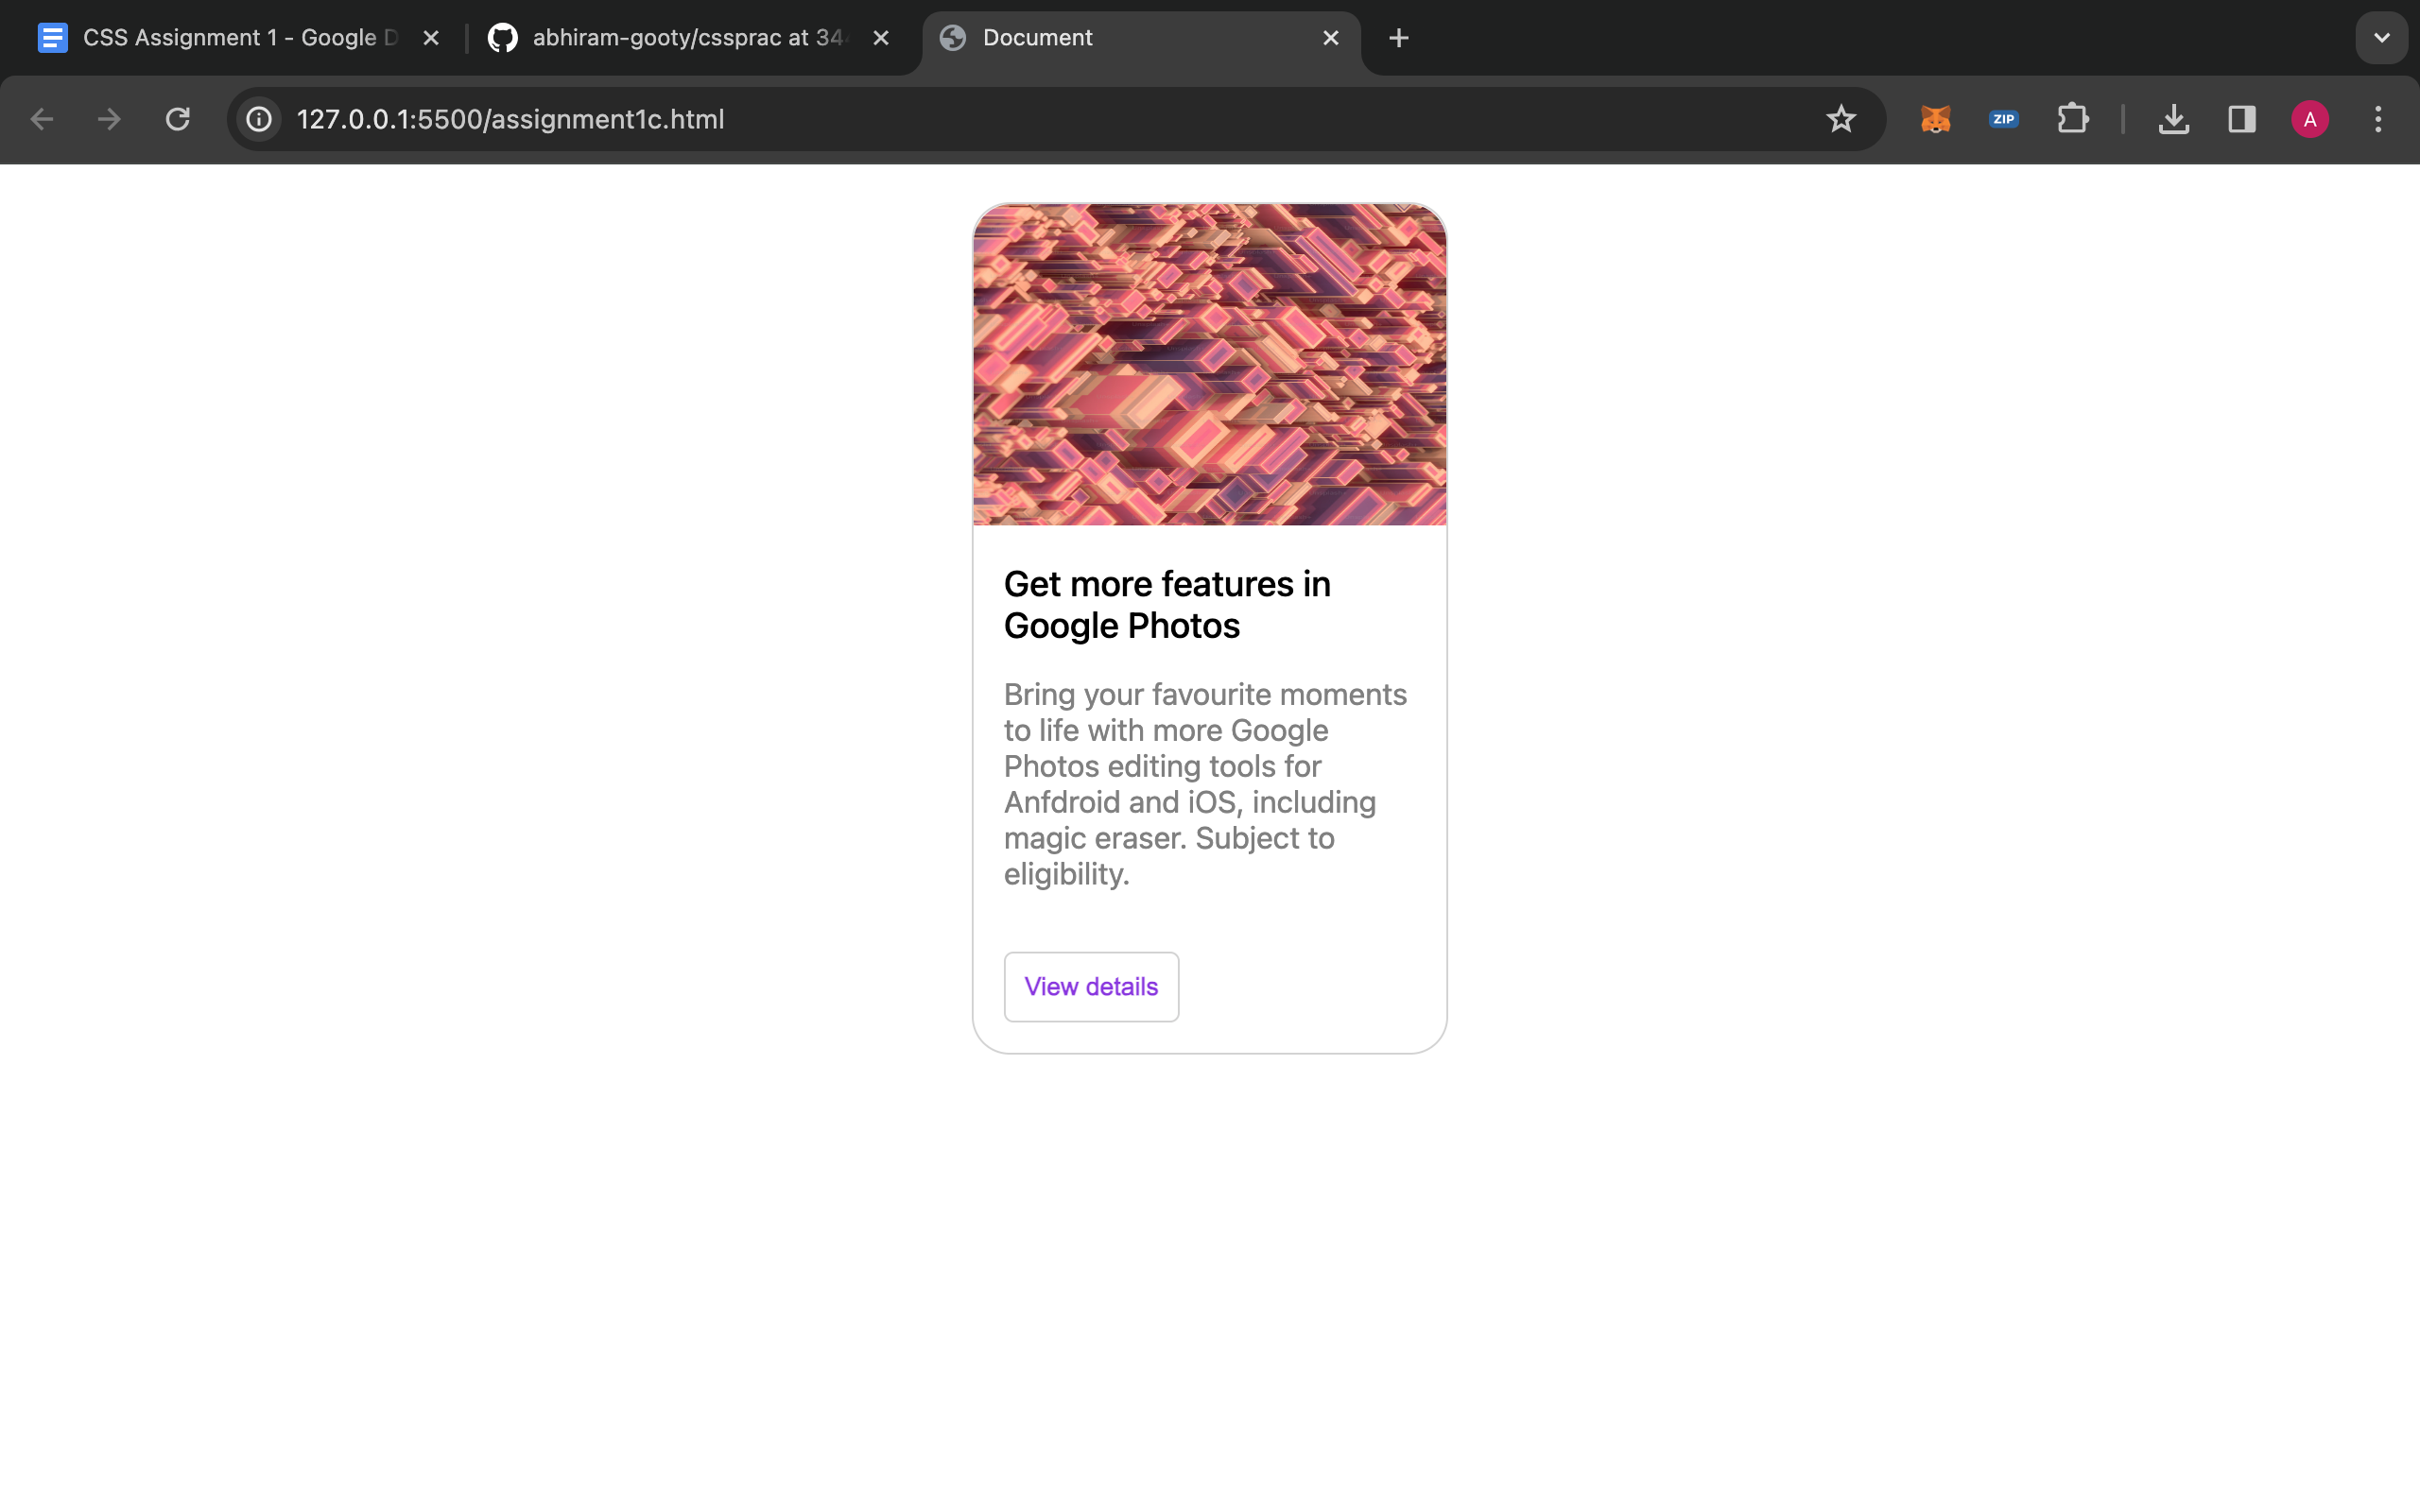 CSS Assignment 1 - Google D
abhiram-gooty/cssprac at 34
Document
127.0.0.1:5500/assignment1c.html
ZIP
A
Get more features in
Google Photos
Bring your favourite moments
to life with more Google
Photos editing tools for
Anfdroid and iOS, including
magic eraser. Subject to
eligibility.
View details